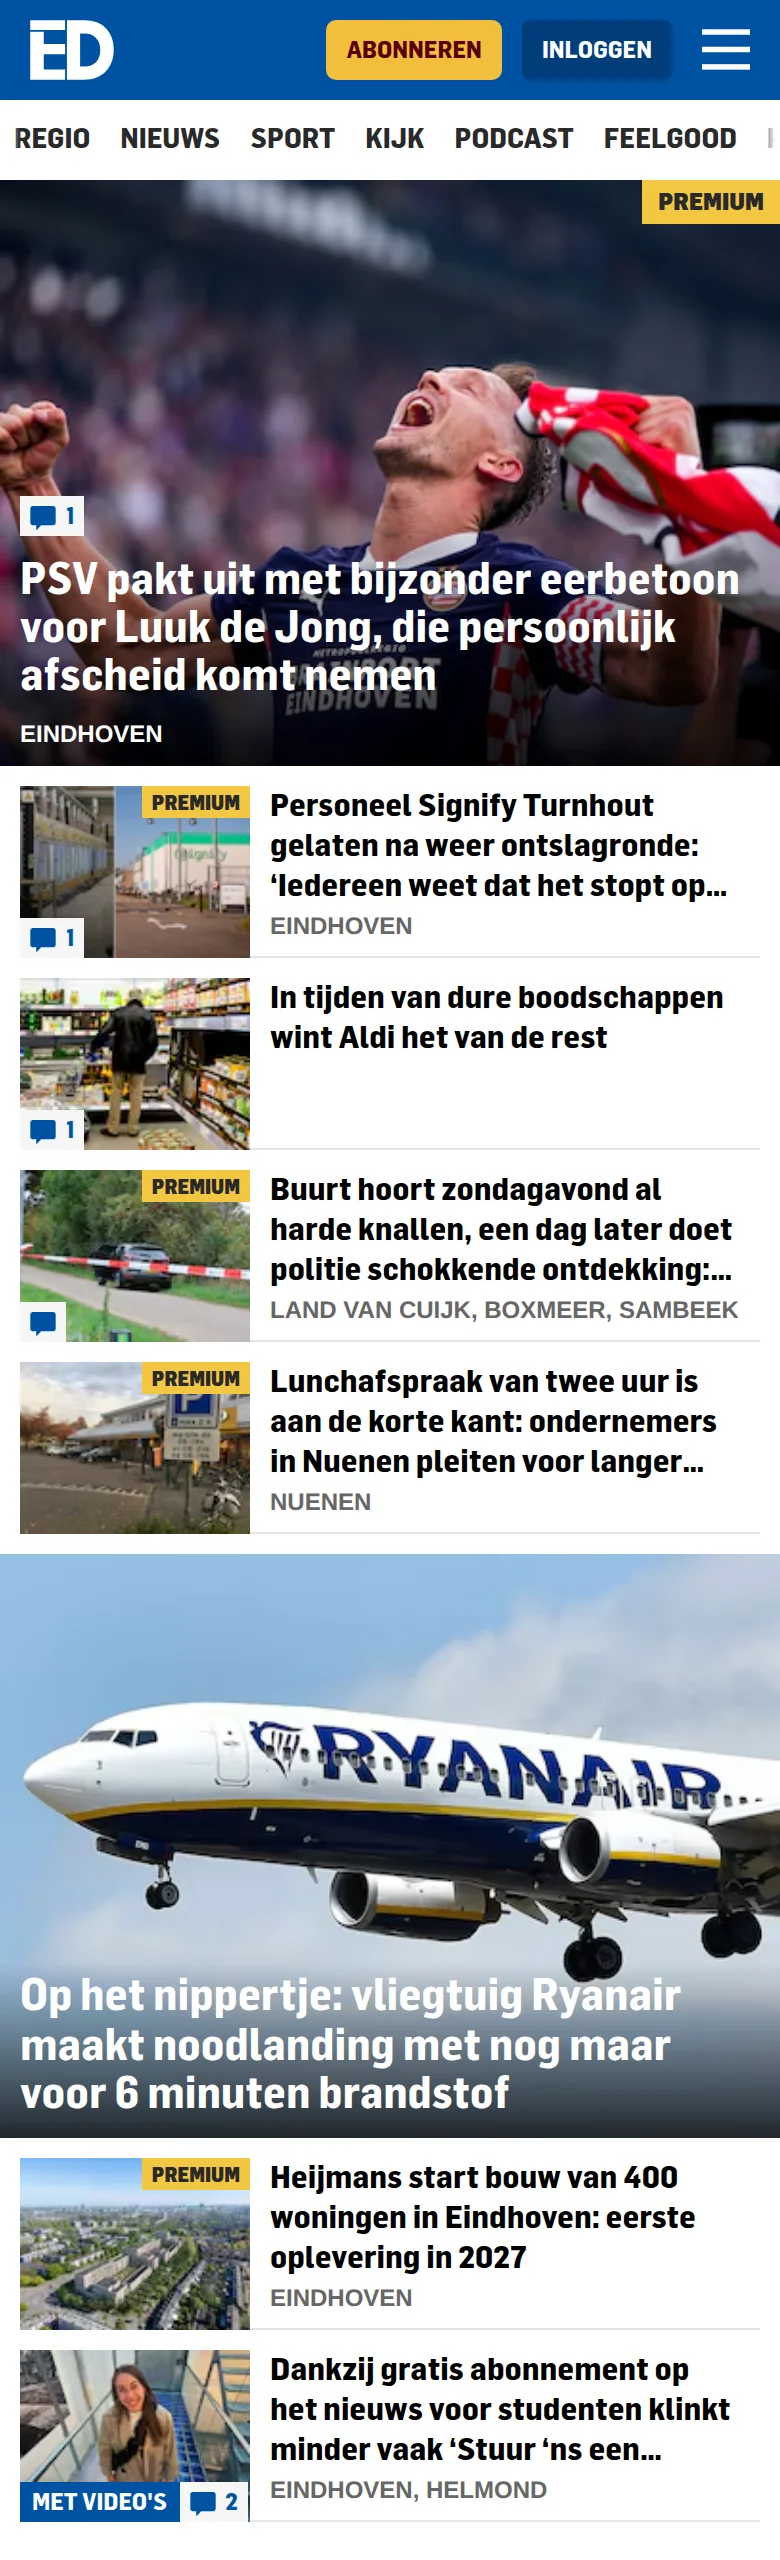 ED
ABONNEREN
INLOGGEN
REGIO NIEUWS SPORT KIJK PODCAST FEELGOOD
PREMIUM
1
PSV pakt uit met bijzonder eerbetoon
voor Luuk de Jong, die persoonlijk
afscheid komt nemen
EINDHOVEN
EINDHOVEN
PREMIUM
Signify
1
Personeel Signify Turnhout
gelaten na weer ontslagronde:
‘Iedereen weet dat het stopt op...
EINDHOVEN
1
In tijden van dure boodschappen
wint Aldi het van de rest
PREMIUM
Buurt hoort zondagavond al
harde knallen, een dag later doet
politie schokkende ontdekking:...
LAND VAN CUIJK, BOXMEER, SAMBEEK
PREMIUM
P
Lunchafspraak van twee uur is
aan de korte kant: ondernemers
in Nuenen pleiten voor langer...
NUENEN
RYANAIR
Op het nippertje: vliegtuig Ryanair
maakt noodlanding met nog maar
voor 6 minuten brandstof
PREMIUM
Heijmans start bouw van 400
woningen in Eindhoven: eerste
oplevering in 2027
EINDHOVEN
MET VIDEO'S
2
Dankzij gratis abonnement op
het nieuws voor studenten klinkt
minder vaak ‘Stuur ‘ns een...
EINDHOVEN, HELMOND